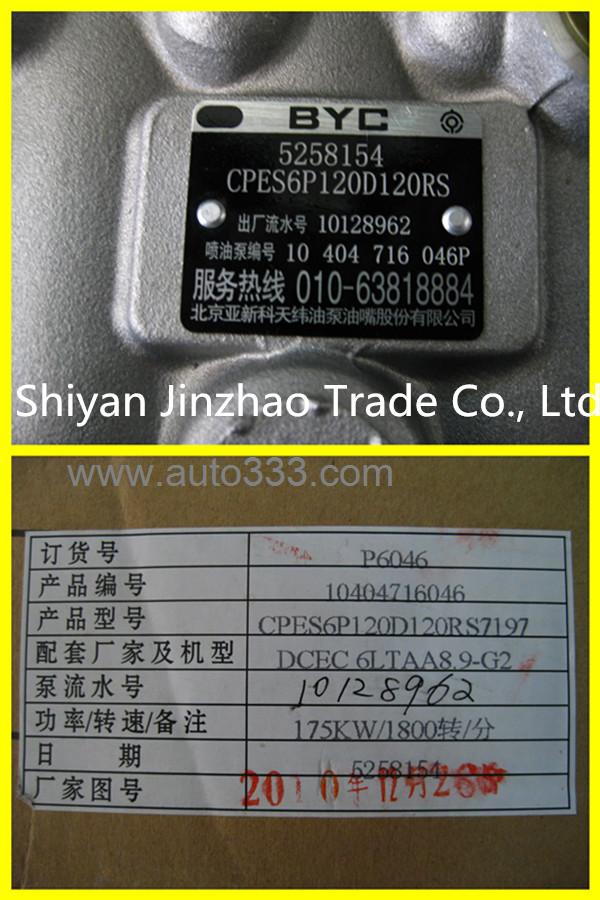 BYC
5258154
CPES6P120D120RS
出厂流水号 10128962
喷油泵编号 10 404 716 046P
服务热线 010-63818884
北京亚新科天纬油泵油嘴股份有限公司
Shiyan Jinzhao Trade Co., Ltd
www.auto333.com
订货号 P6046
产品编号 10404716046
产品型号 CPES6P120D120RS7197
配套厂家及机型 DCEC 6LTAA8.9-G2
泵流水号 10128962
功率/转速/备注 175KW/1800转/分
日 期
厂家图号 5258154
2010年12月26